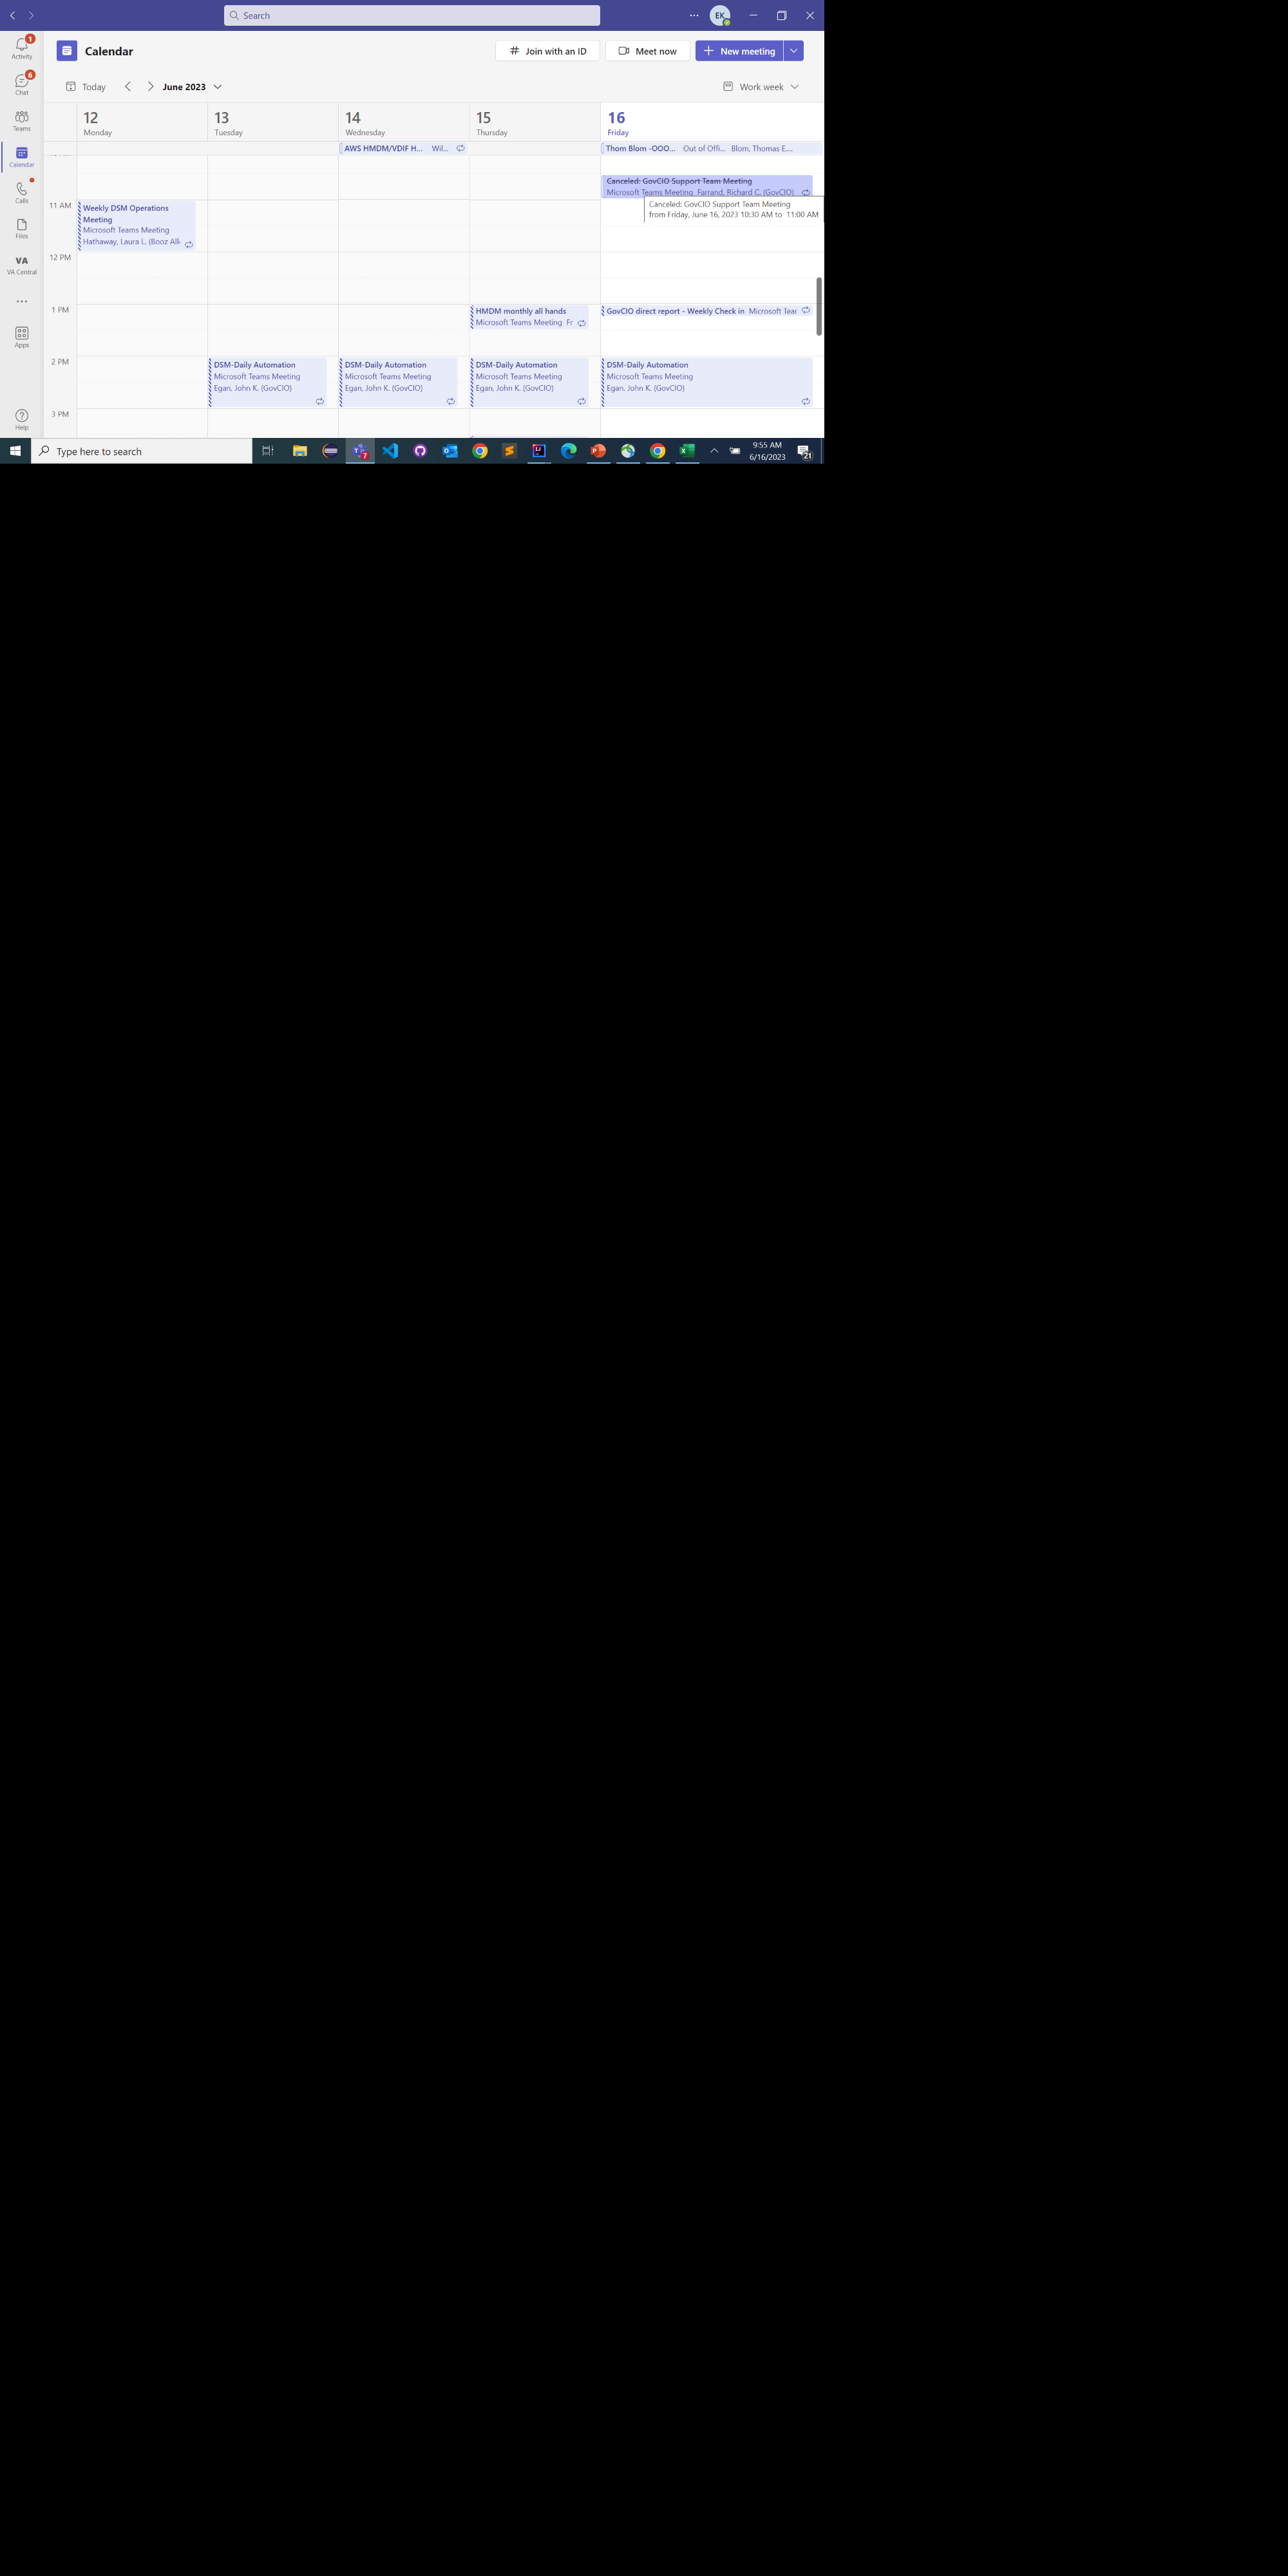 Search
EK
1
Activity
Calendar
Join with an ID
Meet now
New meeting
6
Chat
Today
June 2023
Work week
Teams
12
Monday
13
Tuesday
14
Wednesday
15
Thursday
16
Friday
Calendar
AWS HMDM/VDIF H... Wil...
Thom Blom -OOO... Out of Offi... Blom, Thomas E....
Calls
Canceled: GovCIO Support Team Meeting
Microsoft Teams Meeting Farrand, Richard C. (GovCIO)
Canceled: GovCIO Support Team Meeting
from Friday, June 16, 2023 10:30 AM to 11:00 AM
11 AM
Weekly DSM Operations
Meeting
Microsoft Teams Meeting
Hathaway, Laura L. (Booz All
Files
12 PM
VA
VA Central
1 PM
HMDM monthly all hands
Microsoft Teams Meeting Fr
GovCIO direct report - Weekly Check in Microsoft Tear
Apps
2 PM
DSM-Daily Automation
Microsoft Teams Meeting
Egan, John K. (GovCIO)
DSM-Daily Automation
Microsoft Teams Meeting
Egan, John K. (GovCIO)
DSM-Daily Automation
Microsoft Teams Meeting
Egan, John K. (GovCIO)
DSM-Daily Automation
Microsoft Teams Meeting
Egan, John K. (GovCIO)
3 PM
Help
Type here to search
7
9:55 AM
6/16/2023
21